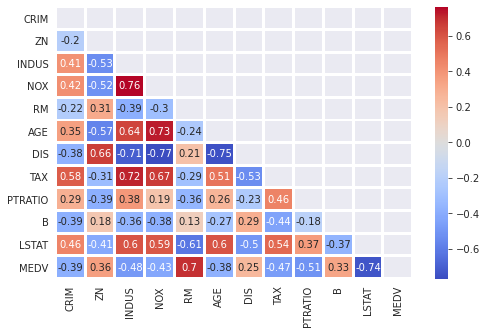 CRIM
ZN -0.2
INDUS 0.41 -0.53
NOX 0.42 -0.52 0.76
RM -0.22 0.31 -0.39 -0.3
AGE 0.35 -0.57 0.64 0.73 -0.24
DIS -0.38 0.66 -0.71 -0.77 0.21 -0.75
TAX 0.58 -0.31 0.72 0.67 -0.29 0.51 -0.53
PTRATIO 0.29 -0.39 0.38 0.19 -0.36 0.26 -0.23 0.46
B -0.39 0.18 -0.36 -0.38 0.13 -0.27 0.29 -0.44 -0.18
LSTAT 0.46 -0.41 0.6 0.59 -0.61 0.6 -0.5 0.54 0.37 -0.37
MEDV -0.39 0.36 -0.48 -0.43 0.7 -0.38 0.25 -0.47 -0.51 0.33 -0.74
CRIM ZN INDUS NOX RM AGE DIS TAX PTRATIO B LSTAT MEDV
0.6
0.4
0.2
0.0
-0.2
-0.4
-0.6